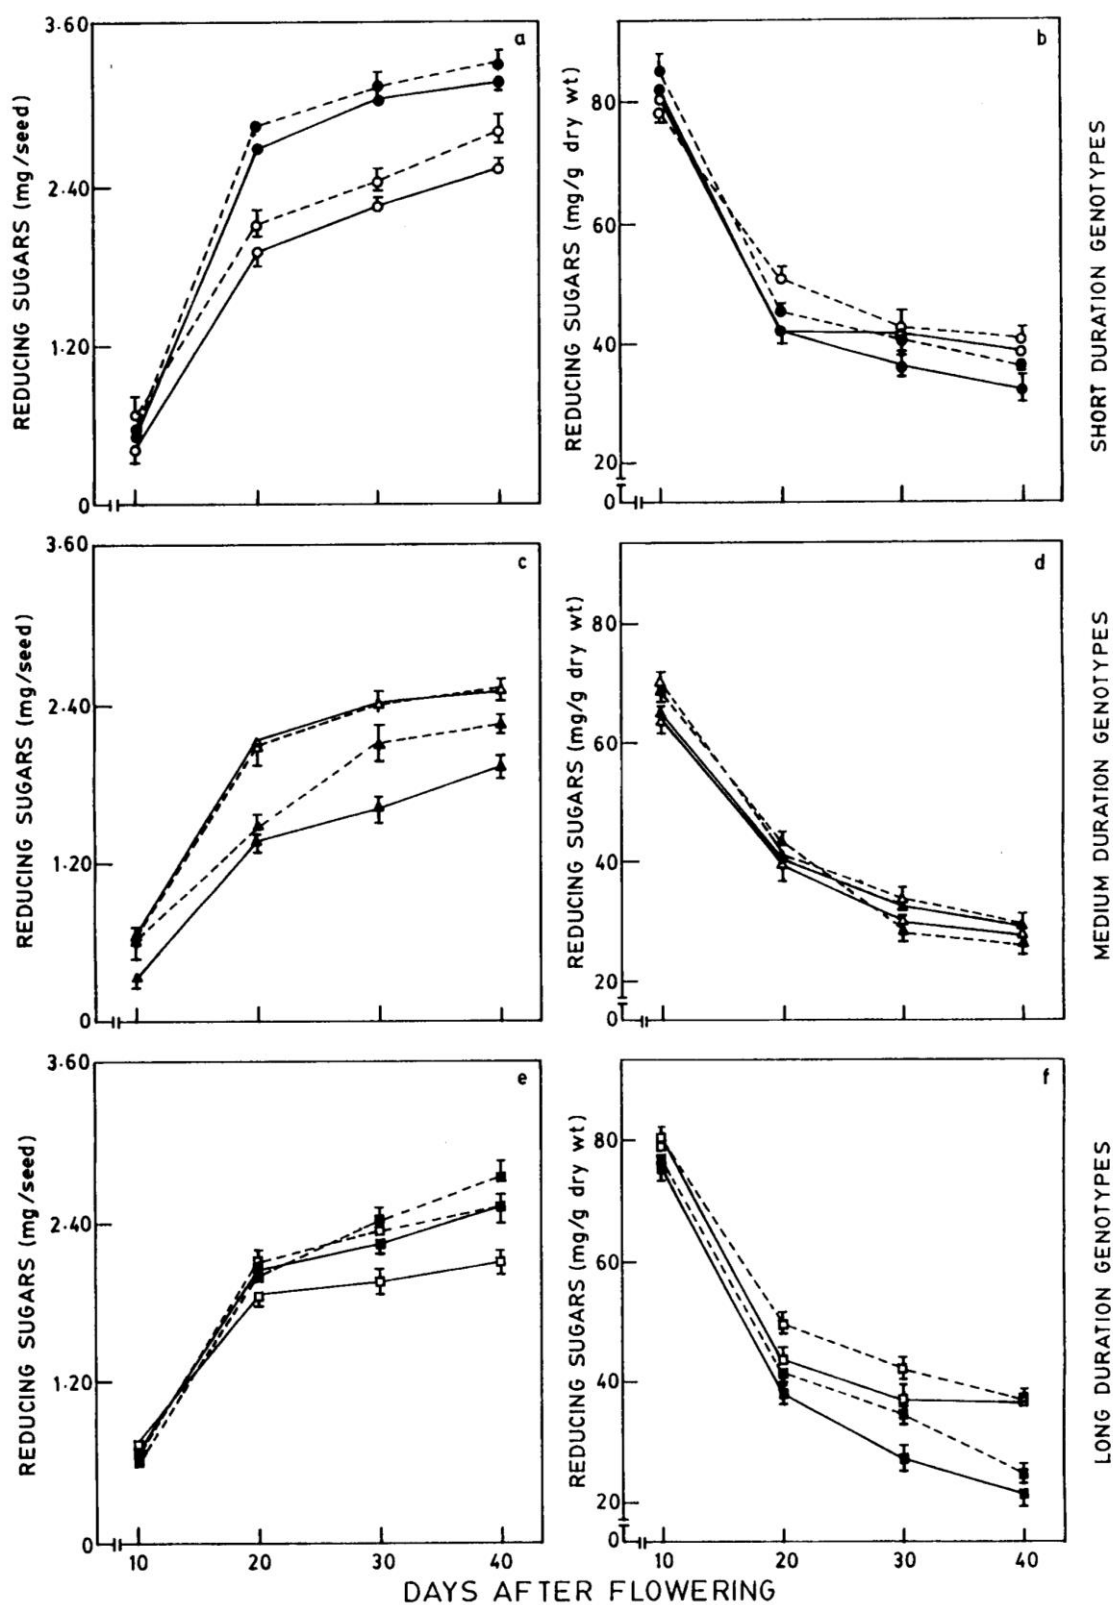 3·60
2·40
1·20
0
REDUCING SUGARS (mg/seed)
a
80
60
40
20
0
REDUCING SUGARS (mg/g dry wt)
b
SHORT DURATION GENOTYPES
3·60
2·40
1·20
0
REDUCING SUGARS (mg/seed)
c
80
60
40
20
0
REDUCING SUGARS (mg/g dry wt)
d
MEDIUM DURATION GENOTYPES
3·60
2·40
1·20
0
REDUCING SUGARS (mg/seed)
e
80
60
40
20
0
REDUCING SUGARS (mg/g dry wt)
f
LONG DURATION GENOTYPES
10 20 30 40 10 20 30 40
DAYS AFTER FLOWERING